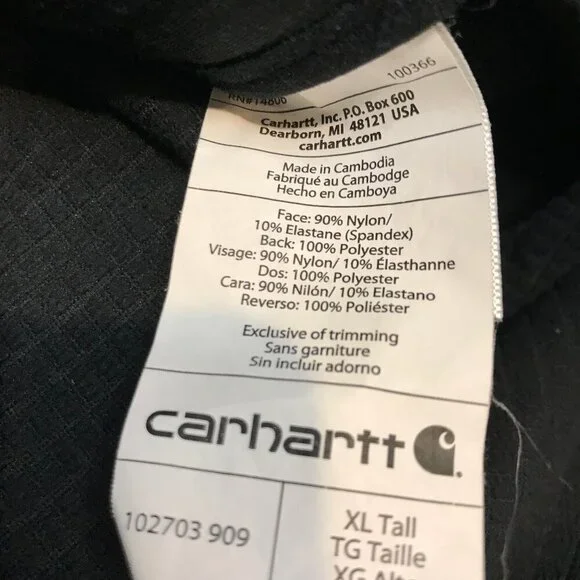 100366
RN#14806
Carhartt, Inc. P.O. Box 600
Dearborn, MI 48121 USA
carhartt.com
Made in Cambodia
Fabriqué au Cambodge
Hecho en Camboya
Face: 90% Nylon/
10% Elastane (Spandex)
Back: 100% Polyester
Visage: 90% Nylon/ 10% Élasthanne
Dos: 100% Polyester
Cara: 90% Nilón/ 10% Elastano
Reverso: 100% Poliéster
Exclusive of trimming
Sans garniture
Sin incluir adorno
carhartt
102703 909
XL Tall
TG Taille
XG